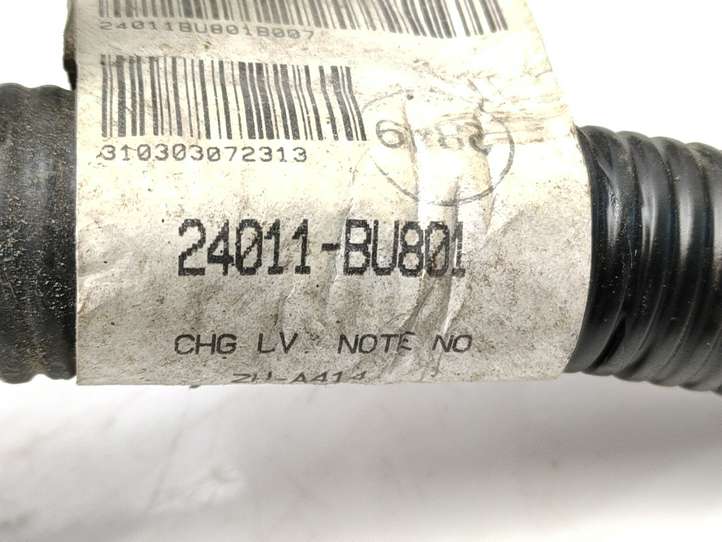 24011BU801B007
310303072313
24011-BU801
CHG LV. NOTE NO